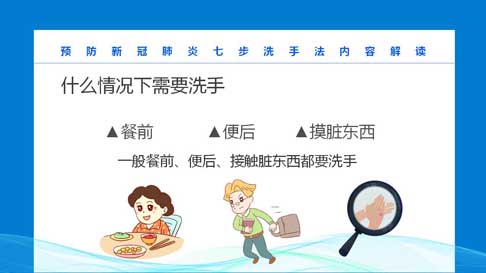 预防新冠肺炎七步洗手法内容解读
什么情况下需要洗手
▲餐前 ▲便后 ▲摸脏东西
一般餐前、便后、接触脏东西都要洗手